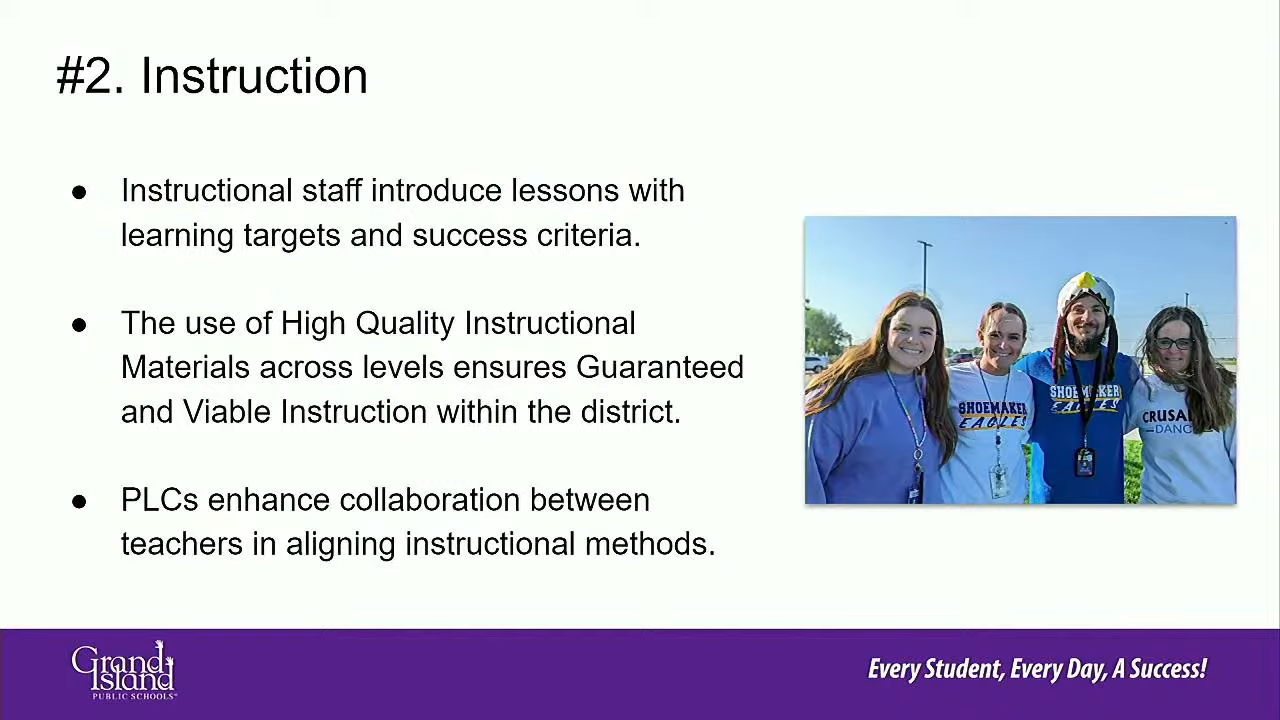 #2. Instruction
● Instructional staff introduce lessons with
learning targets and success criteria.
● The use of High Quality Instructional
Materials across levels ensures Guaranteed
and Viable Instruction within the district.
● PLCs enhance collaboration between
teachers in aligning instructional methods.
SHOEMAKER
EAGLES
SHOEMAKER
EAGLES
Grand
Island
PUBLIC SCHOOLS
Every Student, Every Day, A Success!